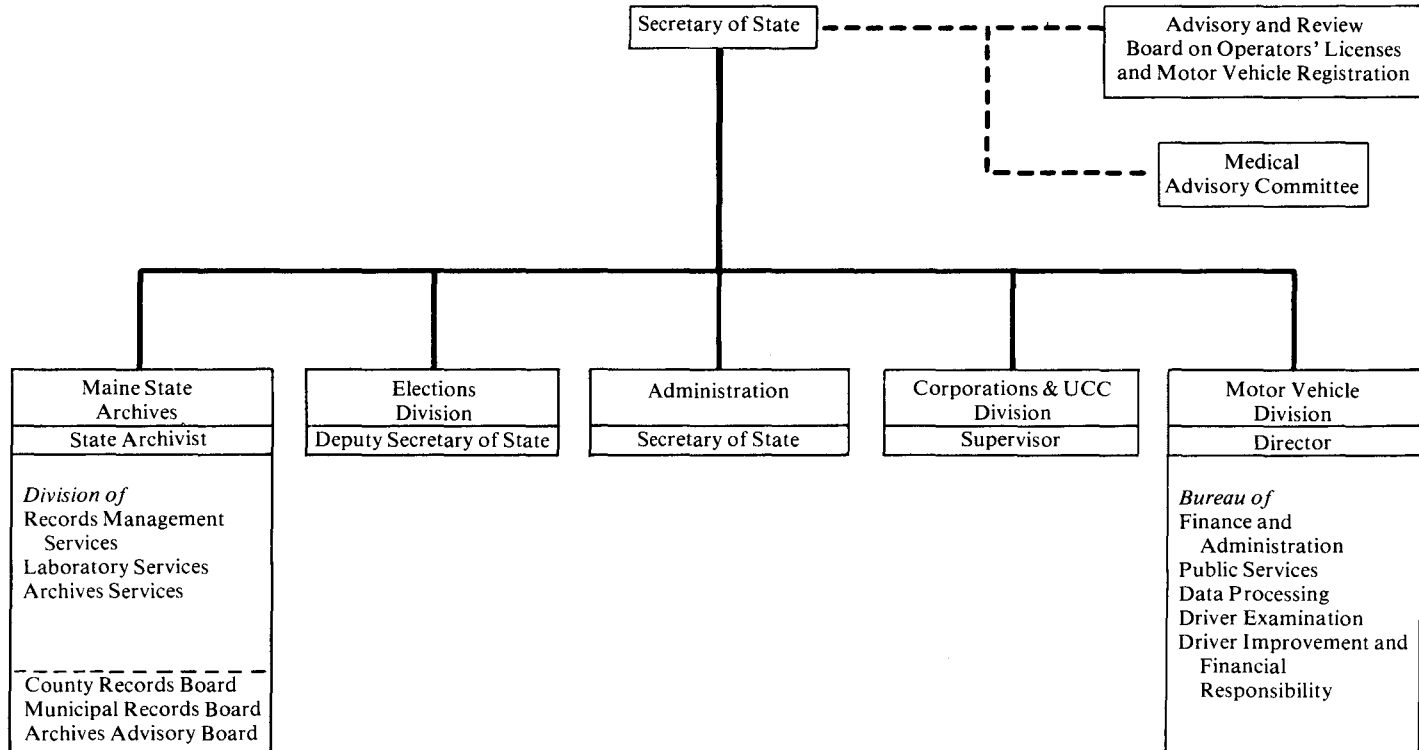 Secretary of State
Advisory and Review
Board on Operators' Licenses
and Motor Vehicle Registration
Medical
Advisory Committee
Maine State
Archives
State Archivist
Division of
Records Management
Services
Laboratory Services
Archives Services
County Records Board
Municipal Records Board
Archives Advisory Board
Elections
Division
Deputy Secretary of State
Administration
Secretary of State
Corporations & UCC
Division
Supervisor
Motor Vehicle
Division
Director
Bureau of
Finance and
Administration
Public Services
Data Processing
Driver Examination
Driver Improvement and
Financial
Responsibility